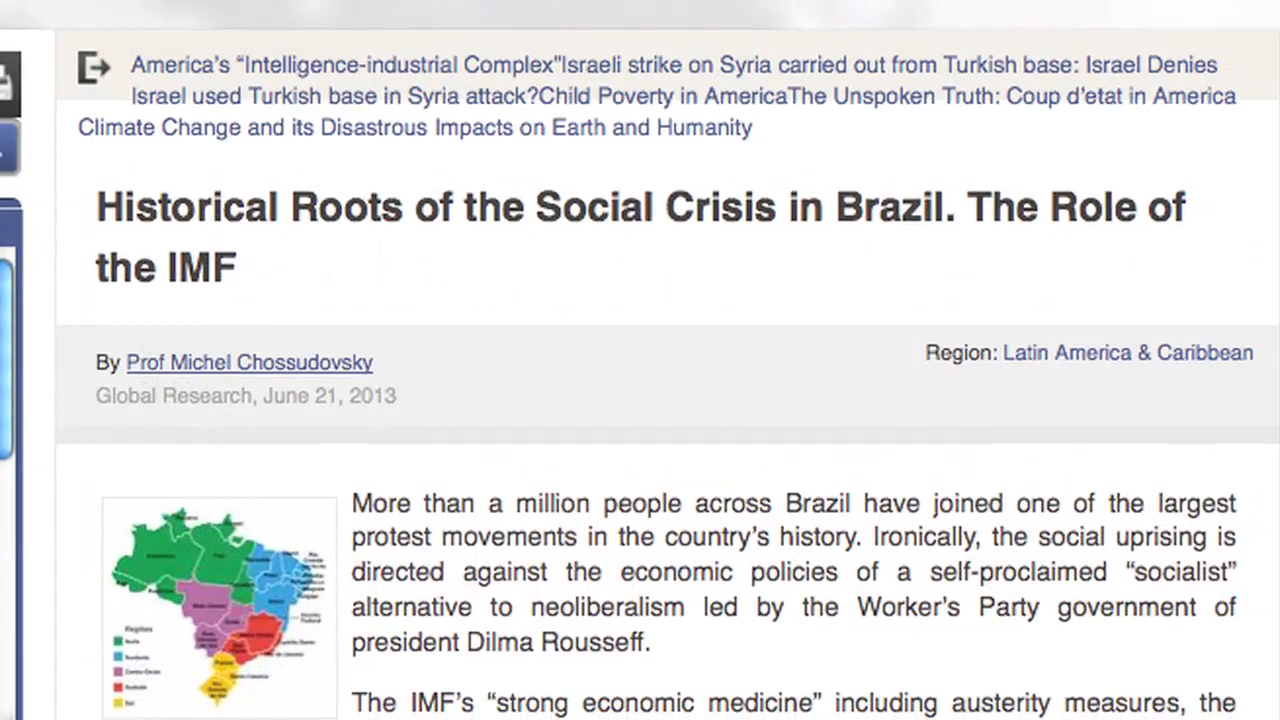 America's “Intelligence-industrial Complex"Israeli strike on Syria carried out from Turkish base: Israel Denies
Israel used Turkish base in Syria attack?Child Poverty in AmericaThe Unspoken Truth: Coup d'etat in America
Climate Change and its Disastrous Impacts on Earth and Humanity
Historical Roots of the Social Crisis in Brazil. The Role of
the IMF
By Prof Michel Chossudovsky
Region: Latin America & Caribbean
Global Research, June 21, 2013
More than a million people across Brazil have joined one of the largest
protest movements in the country's history. Ironically, the social uprising is
directed against the economic policies of a self-proclaimed “socialist”
alternative to neoliberalism led by the Worker's Party government of
president Dilma Rousseff.
The IMF's “strong economic medicine” including austerity measures, the